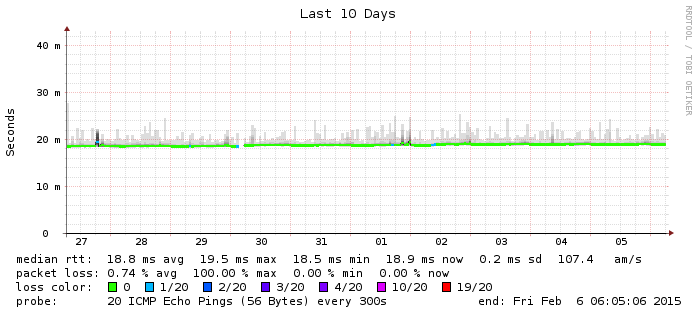 Last 10 Days
RRDTOOL / TOBI OETIKER
Seconds
40 m
30 m
20 m
10 m
0
27 28 29 30 31 01 02 03 04 05
median rtt: 18.8 ms avg 19.5 ms max 18.5 ms min 18.9 ms now 0.2 ms sd 107.4 am/s
packet loss: 0.74 % avg 100.00 % max 0.00 % min 0.00 % now
loss color: 0 1/20 2/20 3/20 4/20 10/20 19/20
probe: 20 ICMP Echo Pings (56 Bytes) every 300s end: Fri Feb 6 06:05:06 2015